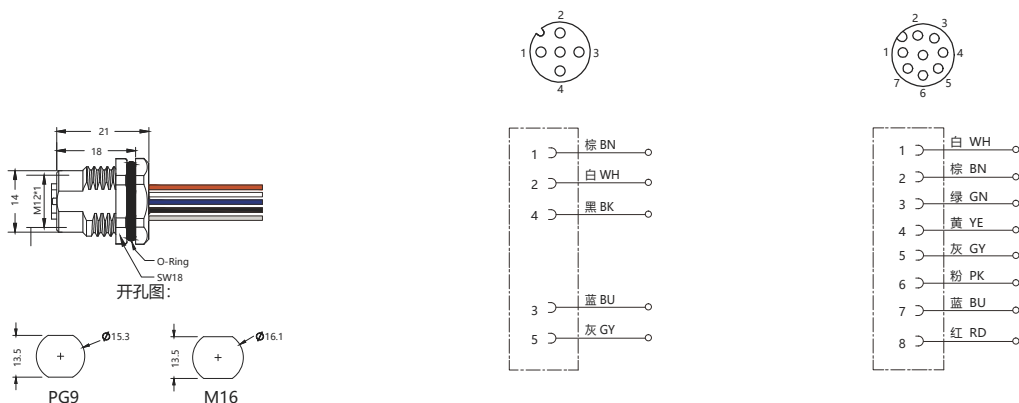 21
18
14
M12*1
O-Ring
SW18
开孔图：
13.5
Ø15.3
PG9
13.5
Ø16.1
M16
2
1
3
4
1 棕 BN
2 白 WH
4 黑 BK
3 蓝 BU
5 灰 GY
2
3
1
4
7
5
6
1 白 WH
2 棕 BN
3 绿 GN
4 黄 YE
5 灰 GY
6 粉 PK
7 蓝 BU
8 红 RD